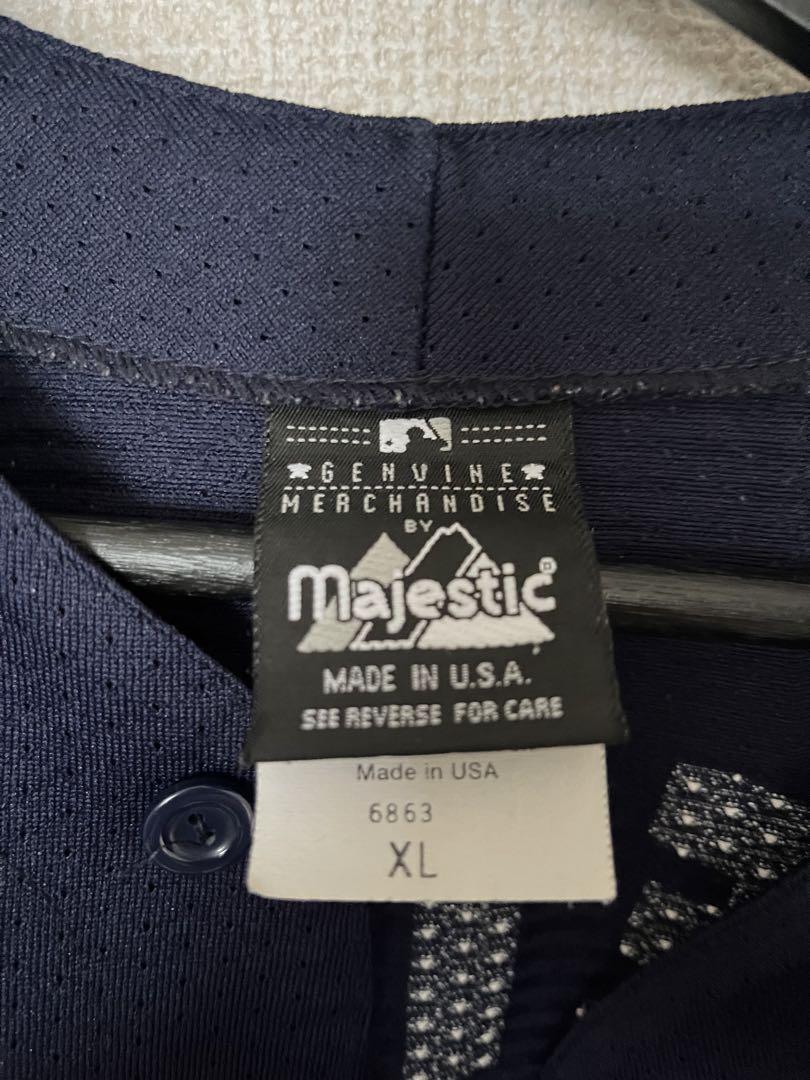 GENUINE
MERCHANDISE
BY
Majestic
MADE IN U.S.A.
SEE REVERSE FOR CARE
Made in USA
6863
XL